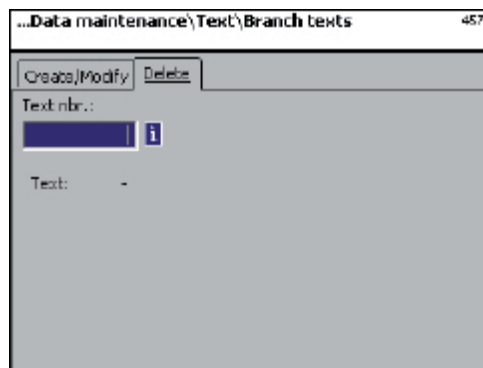 ...Data maintenance\Text\Branch texts 457
Create/Modify Delete
Text nbr.:
i
Text: -